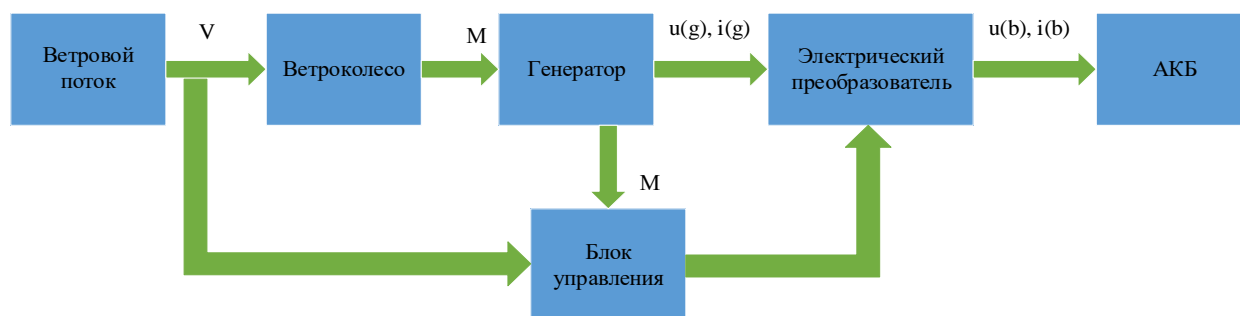 V
M
u(g), i(g)
u(b), i(b)
Ветровой
поток
Ветроколесо
Генератор
Электрический
преобразователь
АКБ
M
Блок
управления